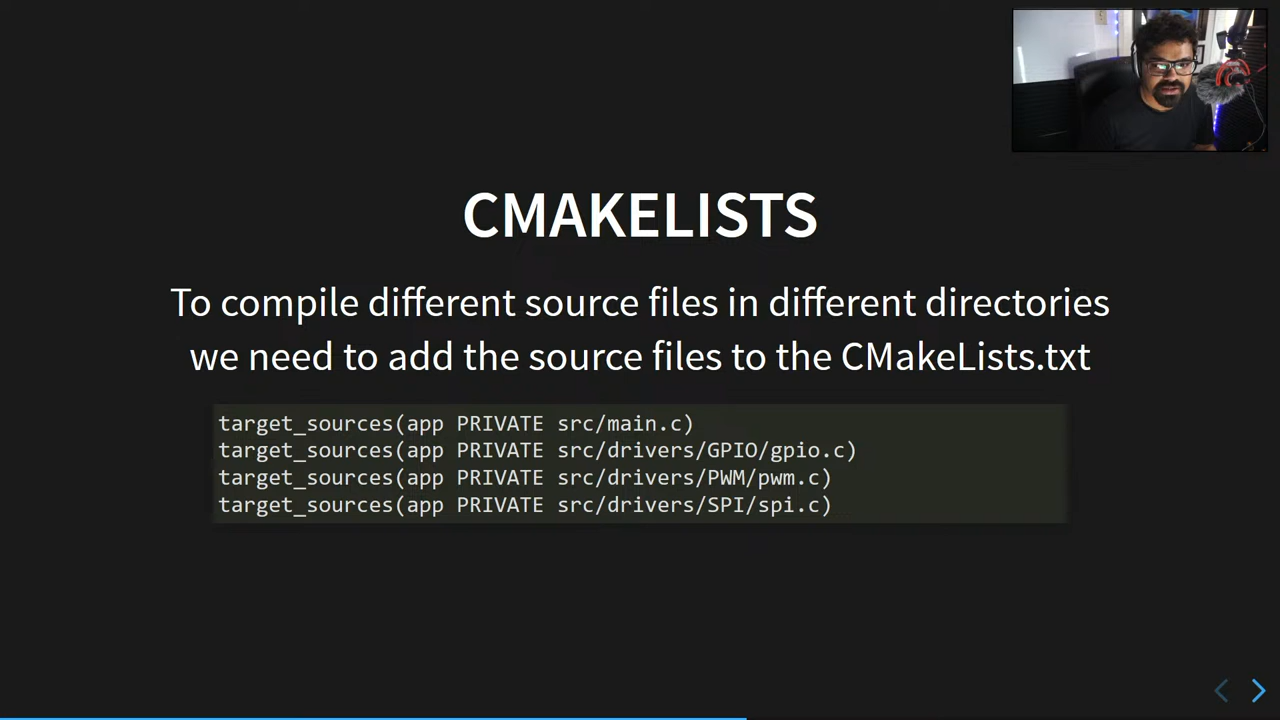 CMAKELISTS
To compile different source files in different directories
we need to add the source files to the CMakeLists.txt
target_sources(app PRIVATE src/main.c)
target_sources(app PRIVATE src/drivers/GPIO/gpio.c)
target_sources(app PRIVATE src/drivers/PWM/pwm.c)
target_sources(app PRIVATE src/drivers/SPI/spi.c)